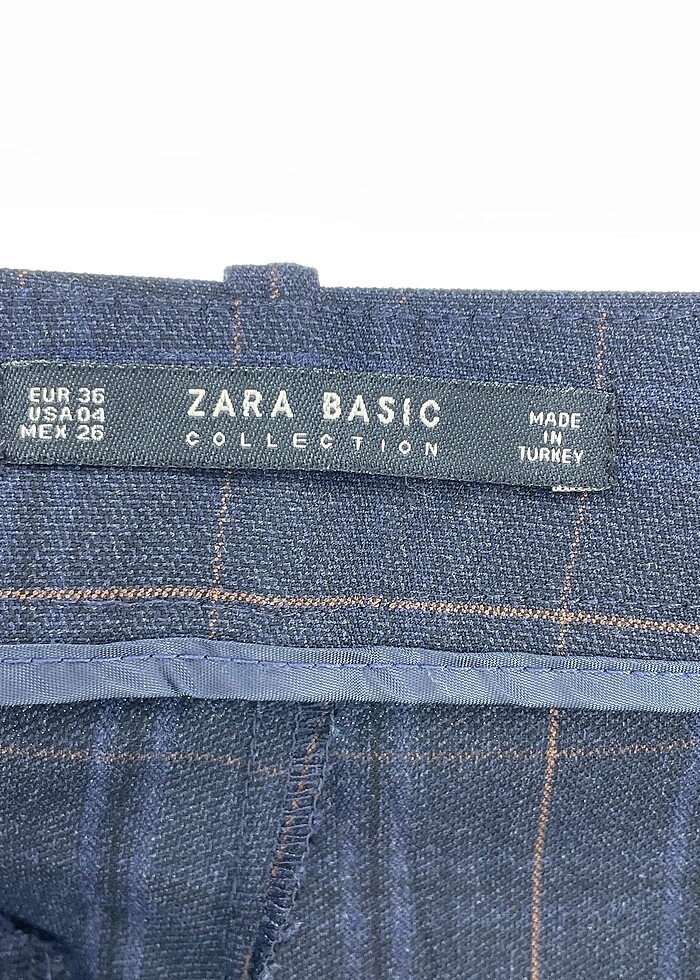 EUR 36
USA 04
MEX 26
ZARA BASIC
COLLECTION
MADE
IN
TURKEY